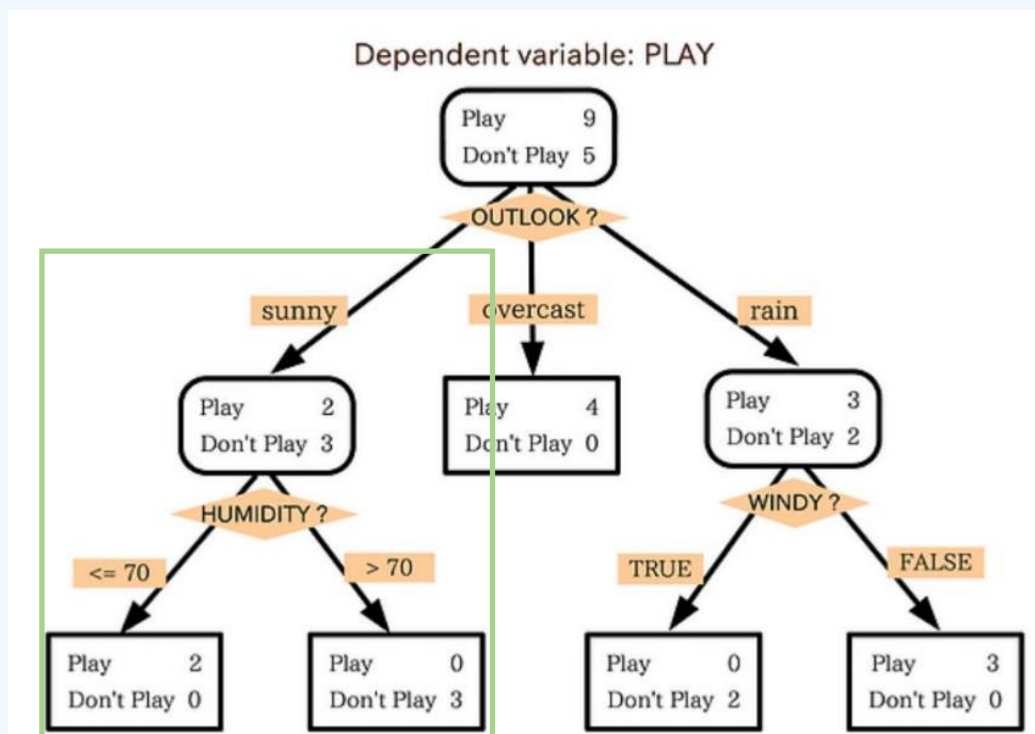 Dependent variable: PLAY
Play 9
Don't Play 5
OUTLOOK ?
sunny
overcast
rain
Play 2
Don't Play 3
Play 4
Don't Play 0
Play 3
Don't Play 2
HUMIDITY ?
WINDY ?
<= 70
> 70
TRUE
FALSE
Play 2
Don't Play 0
Play 0
Don't Play 3
Play 0
Don't Play 2
Play 3
Don't Play 0